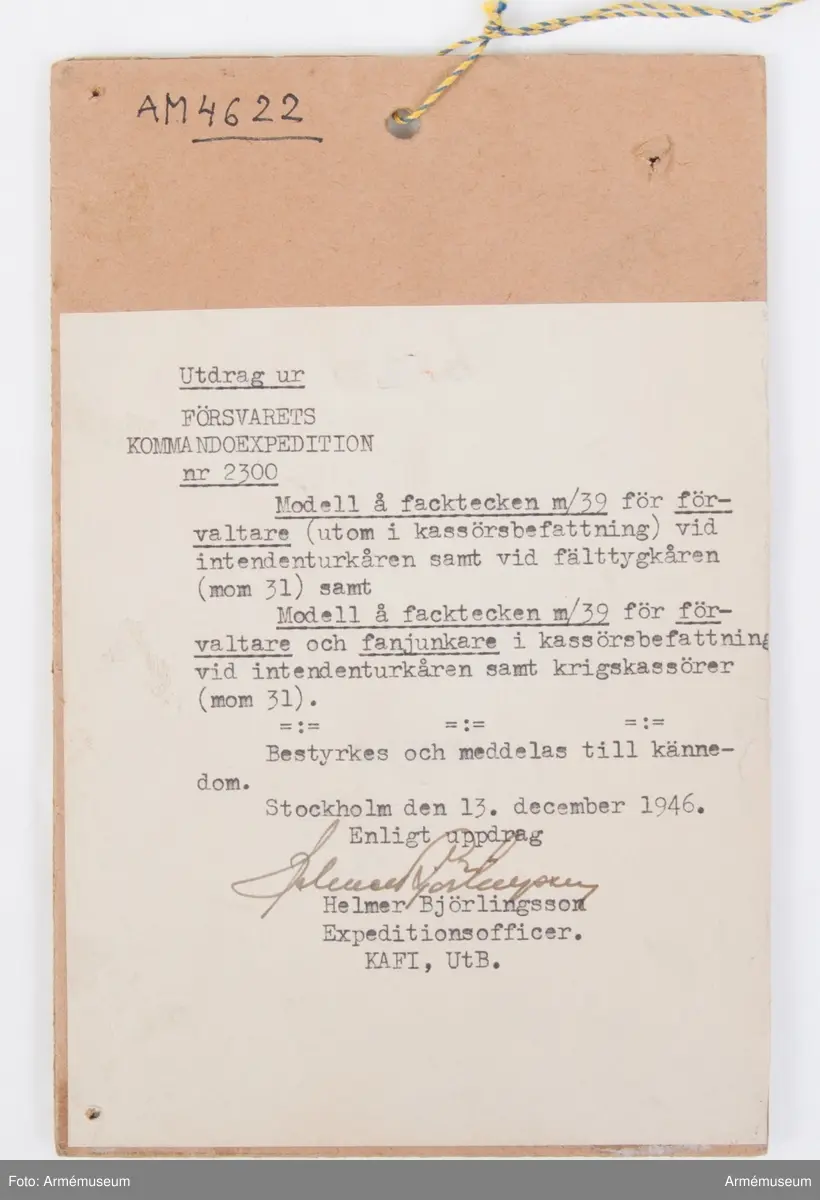 AM4622
Utdrag ur
FÖRSVARETS
KOMMANDOEXPEDITION
nr 2300
Modell å facktecken m/39 för för-
valtare (utom i kassörsbefattning) vid
intendenturkåren samt vid fälttygkåren
(mom 31) samt
Modell å facktecken m/39 för för-
valtare och fanjunkare i kassörsbefattning
vid intendenturkåren samt krigskassörer
(mom 31).
=:= =:= =:=
Bestyrkes och meddelas till känne-
dom.
Stockholm den 13. december 1946.
Enligt uppdrag
Helmer Björlingsson
Helmer Björlingsson
Expeditionsofficer.
KAFI, UtB.
Foto: Armémuseum
Armémuseum